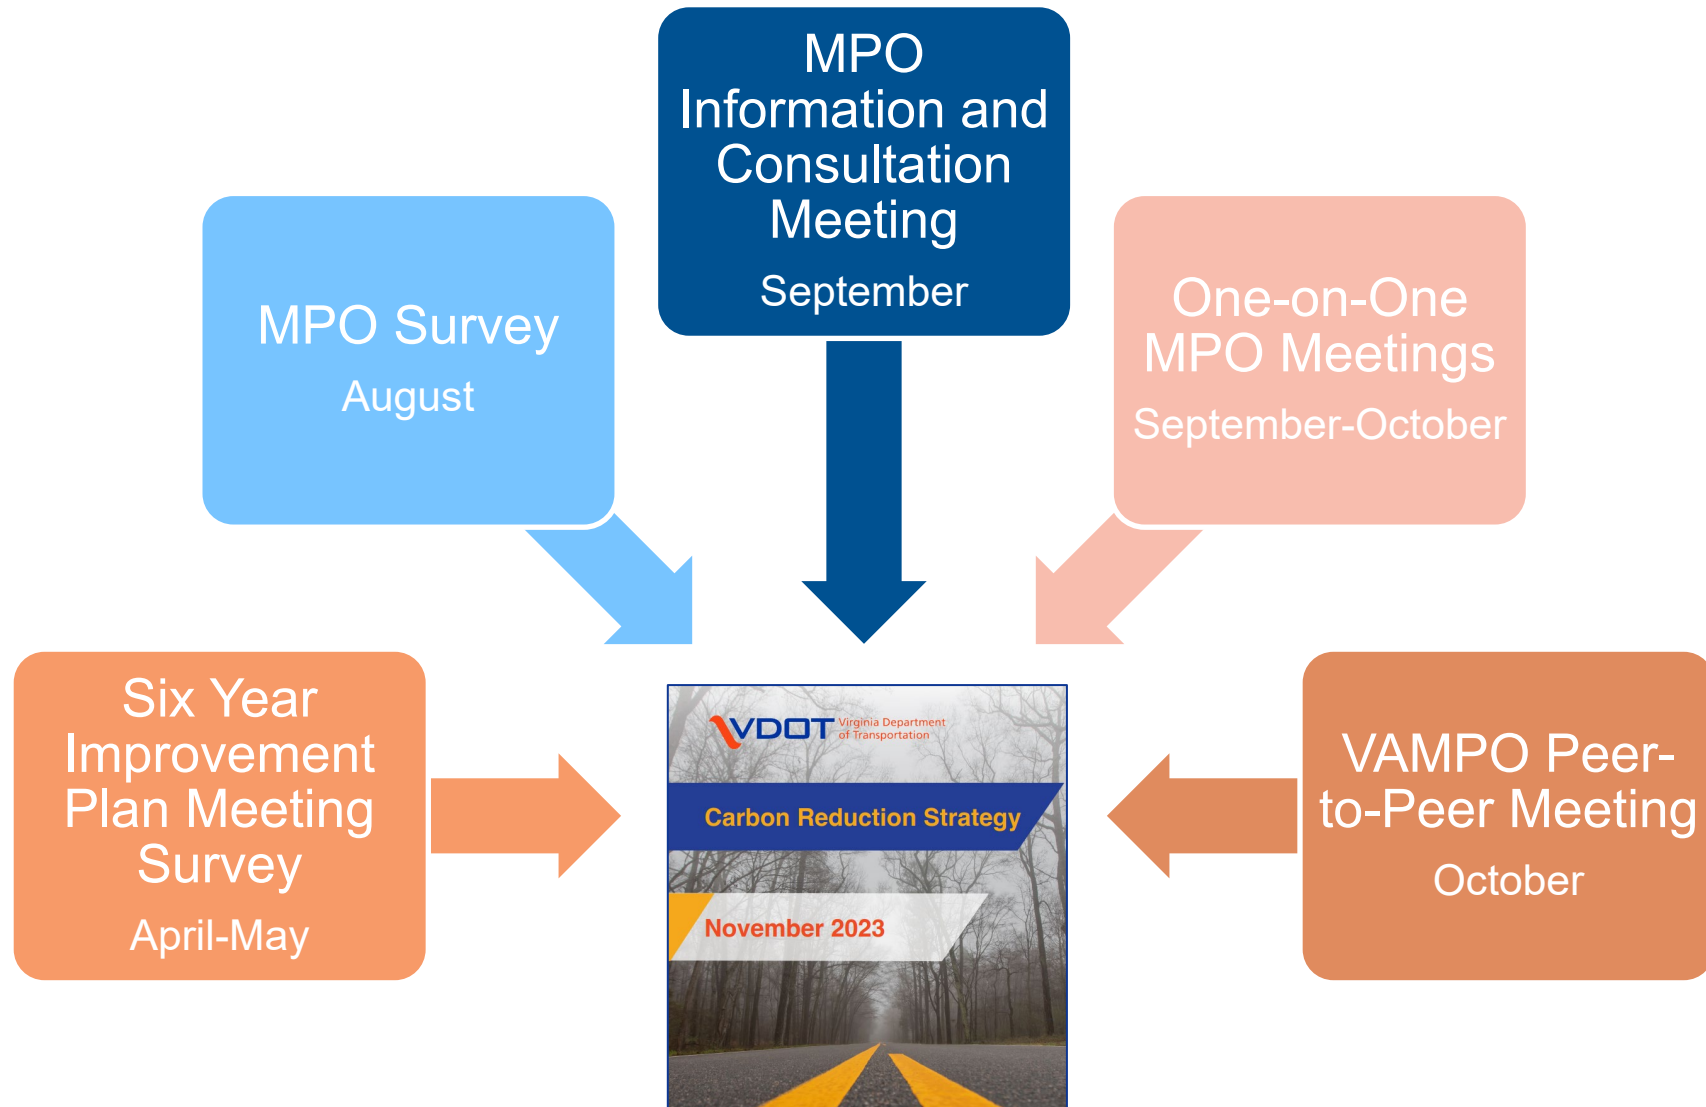 MPO
Information and
Consultation
Meeting
September
MPO Survey
August
One-on-One
MPO Meetings
September-October
Six Year
Improvement
Plan Meeting
Survey
April-May
VDOT Virginia Department
of Transportation
Carbon Reduction Strategy
November 2023
VAMPO Peer-
to-Peer Meeting
October